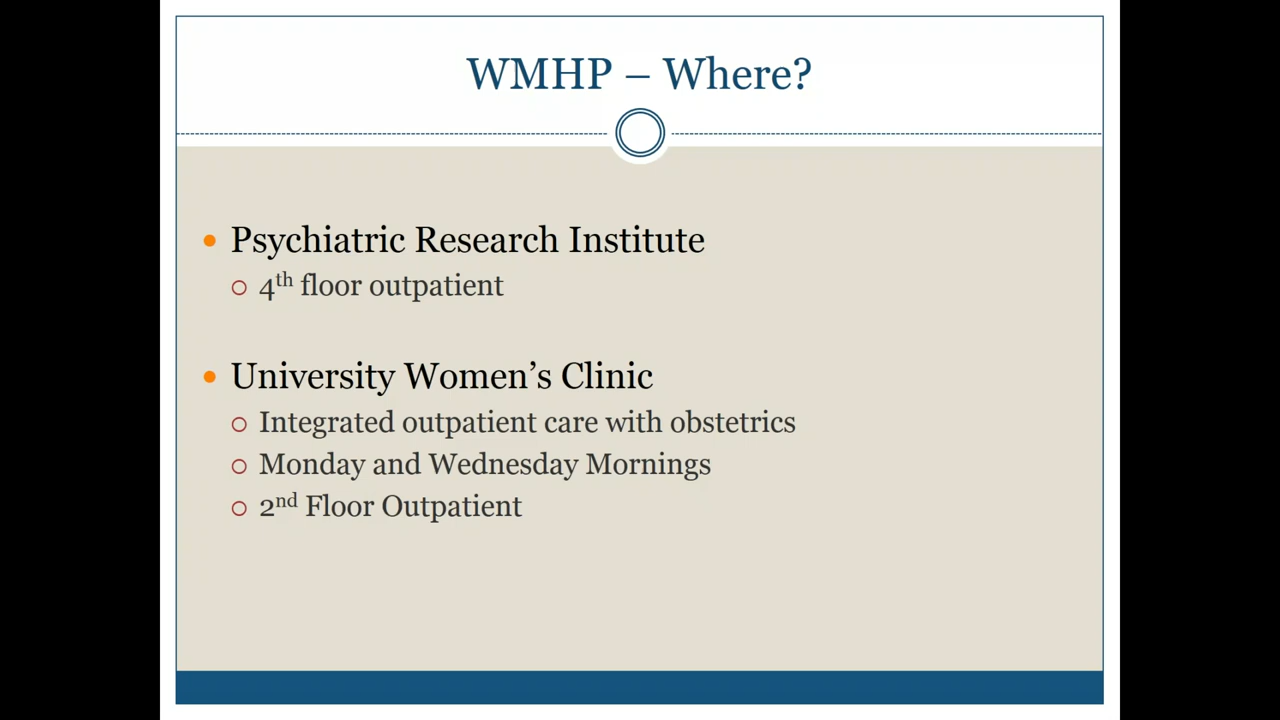 WMHP – Where?
Psychiatric Research Institute
4th floor outpatient
University Women’s Clinic
Integrated outpatient care with obstetrics
Monday and Wednesday Mornings
2nd Floor Outpatient